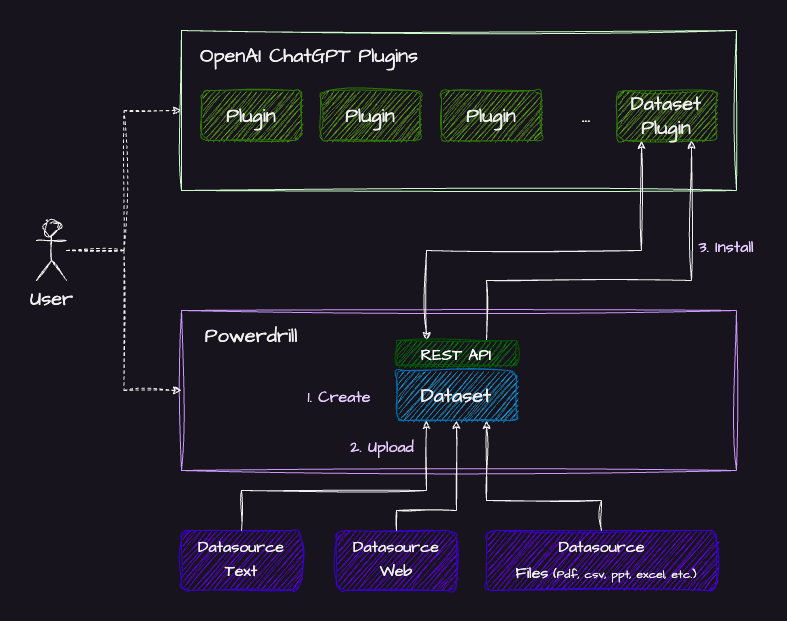 OpenAI ChatGPT Plugins
Plugin
Plugin
Plugin
...
Dataset
Plugin
User
3. Install
Powerdrill
REST API
1. Create
Dataset
2. Upload
Datasource
Text
Datasource
Web
Datasource
Files (Pdf, csv, ppt, excel, etc.)